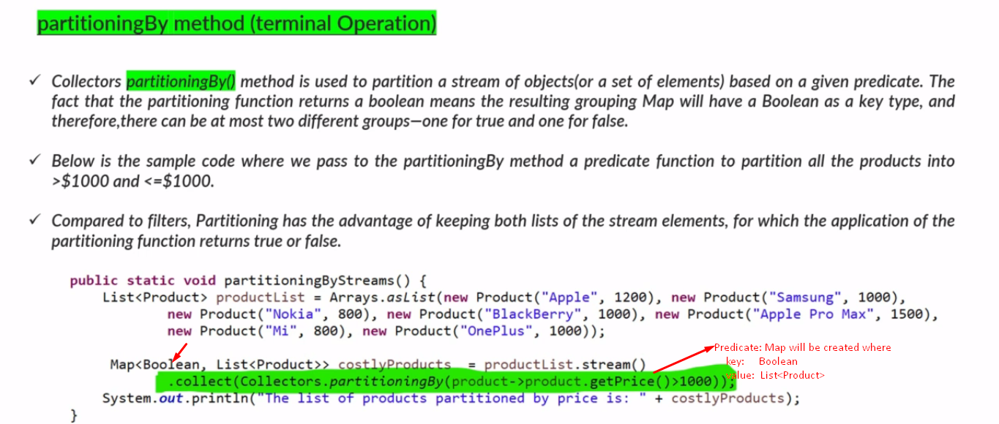 partitioningBy method (terminal Operation)
✓ Collectors partitioningBy() method is used to partition a stream of objects(or a set of elements) based on a given predicate. The
fact that the partitioning function returns a boolean means the resulting grouping Map will have a Boolean as a key type, and
therefore,there can be at most two different groups—one for true and one for false.
✓ Below is the sample code where we pass to the partitioningBy method a predicate function to partition all the products into
>$1000 and <=$1000.
✓ Compared to filters, Partitioning has the advantage of keeping both lists of the stream elements, for which the application of the
partitioning function returns true or false.
public static void partitioningByStreams() {
List<Product> productList = Arrays.asList(new Product("Apple", 1200), new Product("Samsung", 1000),
new Product("Nokia", 800), new Product("BlackBerry", 1000), new Product("Apple Pro Max", 1500),
new Product("Mi", 800), new Product("OnePlus", 1000));
Predicate: Map will be created where
key: Boolean
value: List<Product>
Map<Boolean, List<Product>> costlyProducts = productList.stream()
.collect(Collectors.partitioningBy(product->product.getPrice()>1000));
System.out.println("The list of products partitioned by price is: " + costlyProducts);
}